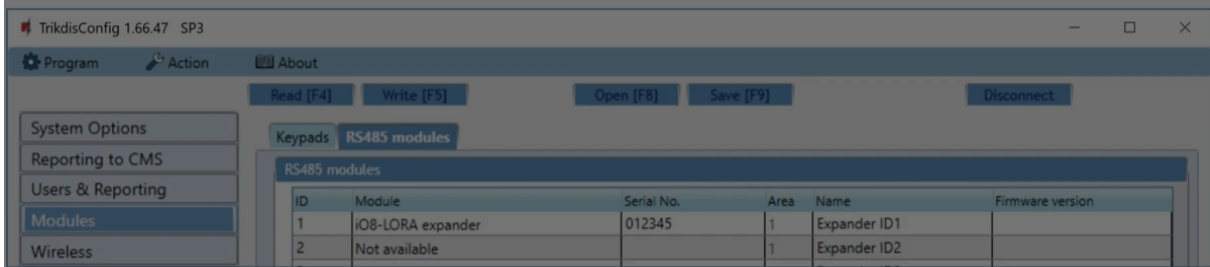 TrikdisConfig 1.66.47 SP3
Program Action About
Read [F4] Write [F5] Open [F8] Save [F9] Disconnect
System Options
Keypads RS485 modules
Reporting to CMS
RS485 modules
Users & Reporting
ID Module Serial No. Area Name Firmware version
Modules
1 iO8-LORA expander 012345 1 Expander ID1
Wireless
2 Not available 1 Expander ID2